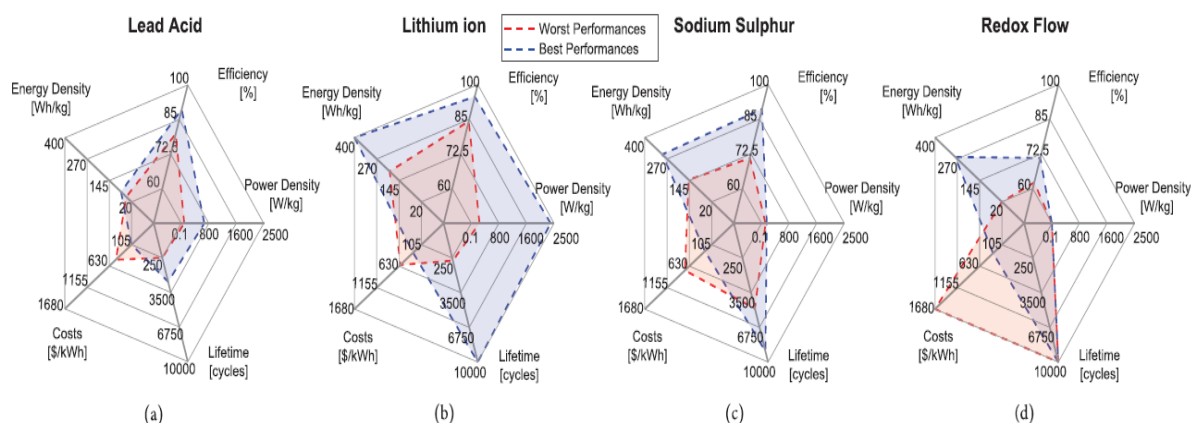 Lead Acid
Lithium ion
Worst Performances
Best Performances
Sodium Sulphur
Redox Flow
100
Efficiency
[%]
Energy Density
[Wh/kg]
85
400
72.5
270
Power Density
[W/kg]
145
60
20
0.1
800
1600
2500
105
250
630
1155
3500
1680
6750
Costs
[$/kWh]
Lifetime
[cycles]
10000
(a)
100
Efficiency
[%]
Energy Density
[Wh/kg]
85
400
72.5
270
Power Density
[W/kg]
145
60
20
0.1
800
1600
2500
105
250
630
1155
3500
1680
6750
Costs
[$/kWh]
Lifetime
[cycles]
10000
(b)
100
Efficiency
[%]
Energy Density
[Wh/kg]
85
400
72.5
270
Power Density
[W/kg]
145
60
20
0.1
800
1600
2500
105
250
630
1155
3500
1680
6750
Costs
[$/kWh]
Lifetime
[cycles]
10000
(c)
100
Efficiency
[%]
Energy Density
[Wh/kg]
85
400
72.5
270
Power Density
[W/kg]
145
60
20
0.1
800
1600
2500
105
250
630
1155
3500
1680
6750
Costs
[$/kWh]
Lifetime
[cycles]
10000
(d)